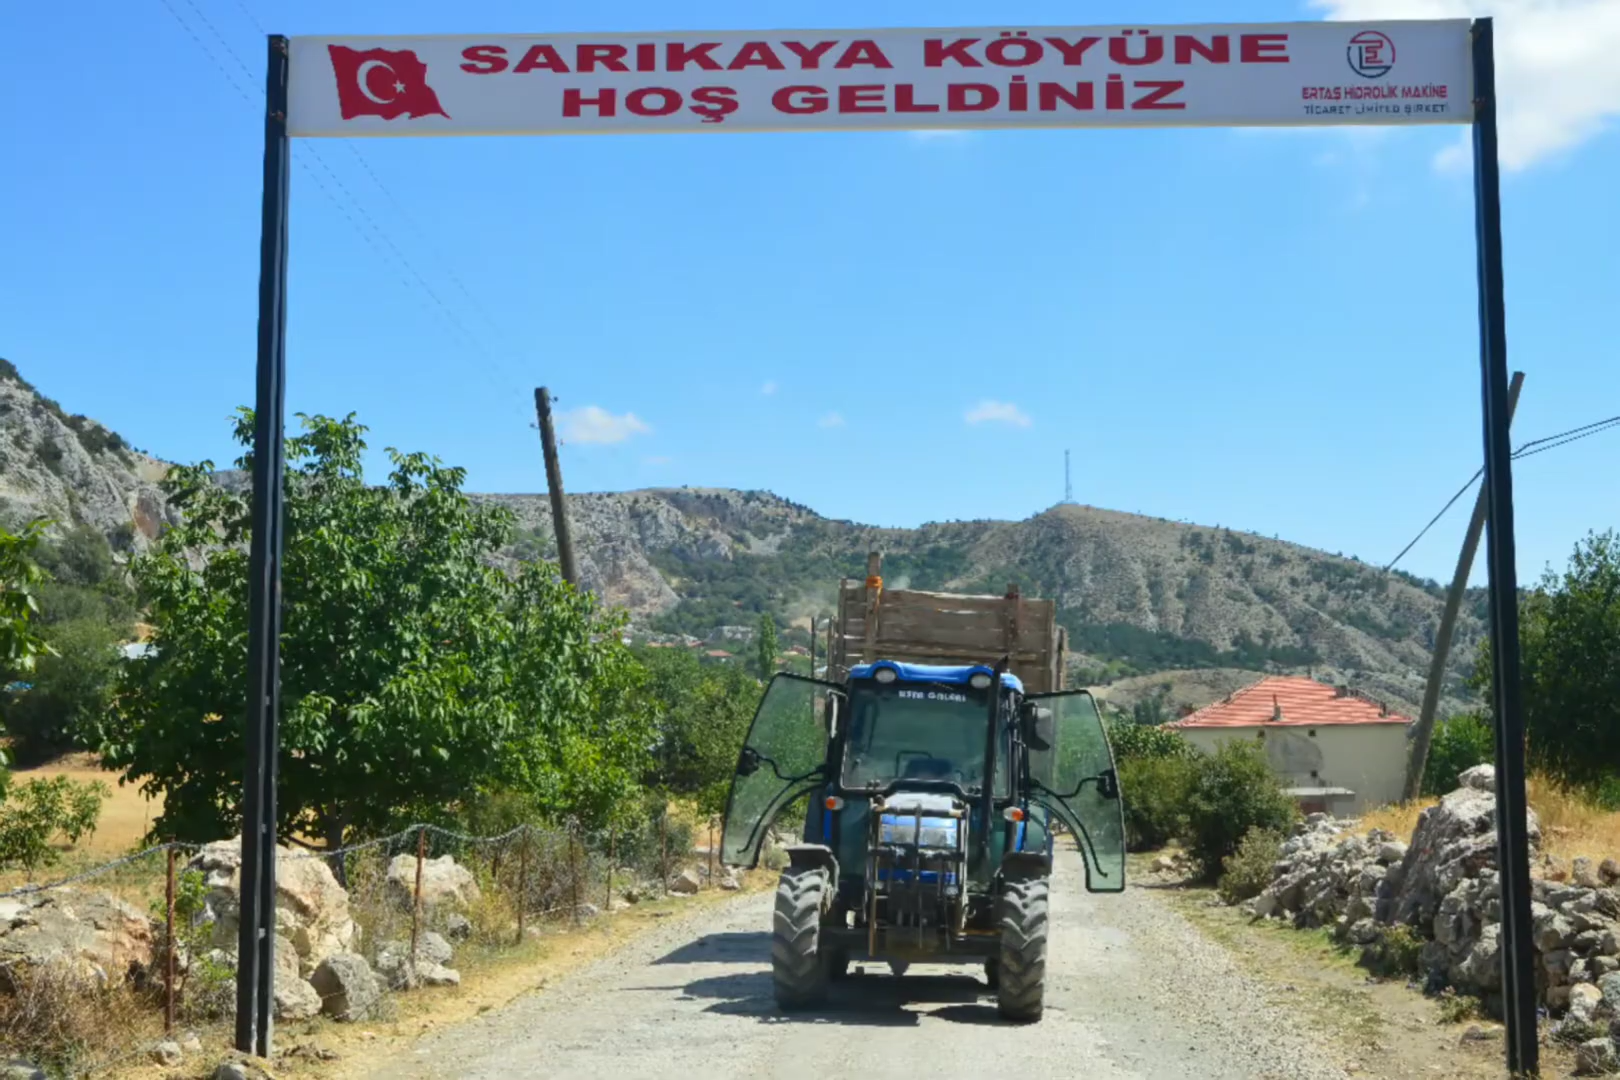 SARIKAYA KÖYÜNE
HOŞ GELDİNİZ
ERTAŞ HİDROLİK MAKİNE
TİCARET LİMİTED ŞİRKETİ